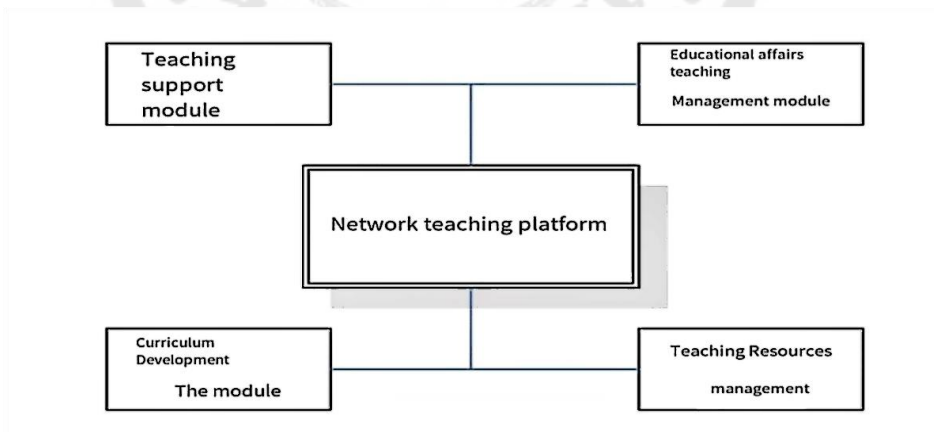 Teaching
support
module
Educational affairs
teaching
Management module
Network teaching platform
Curriculum
Development
The module
Teaching Resources
management